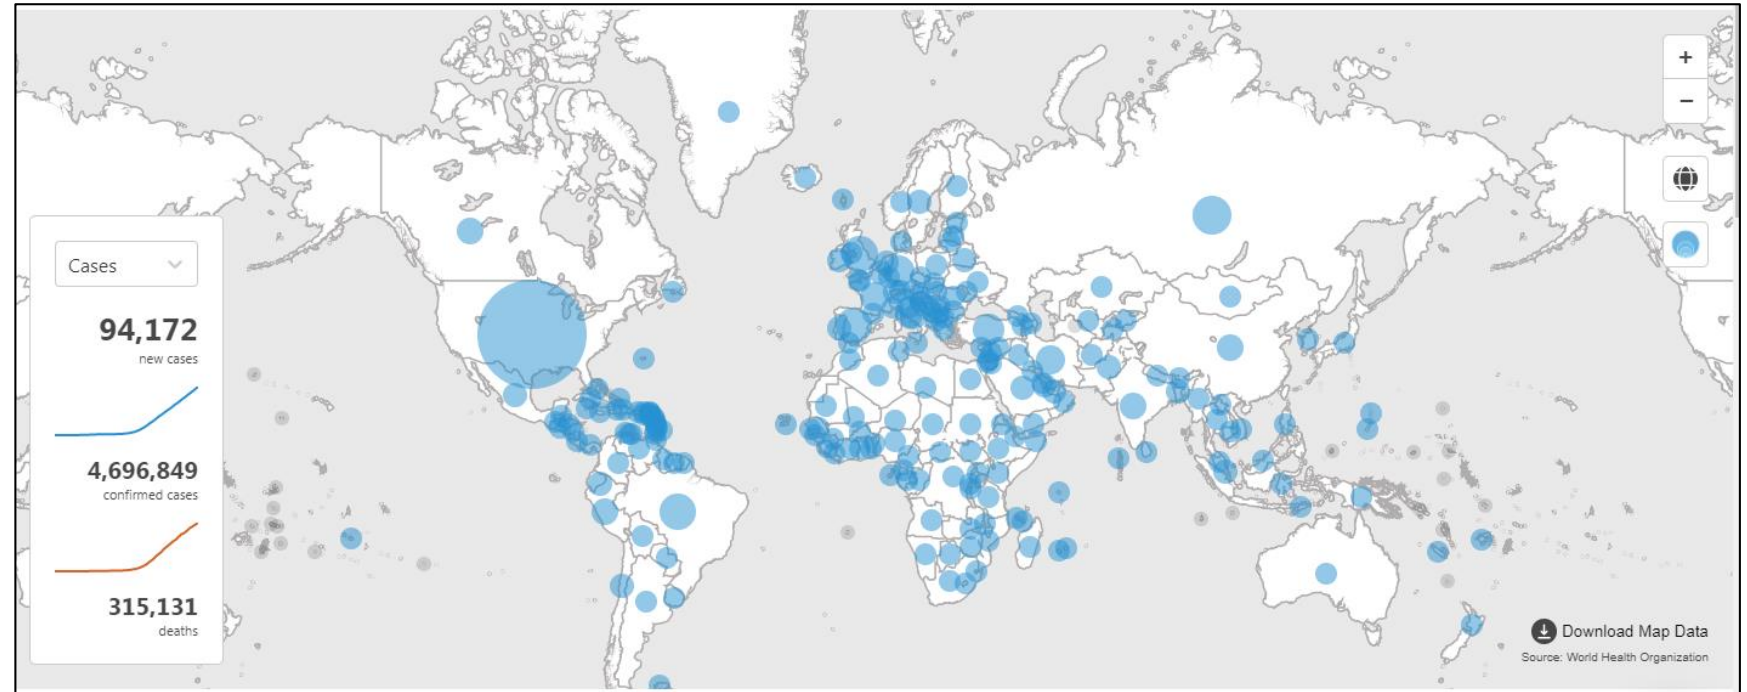 +
−
Cases
94,172
new cases
4,696,849
confirmed cases
315,131
deaths
Download Map Data
Source: World Health Organization